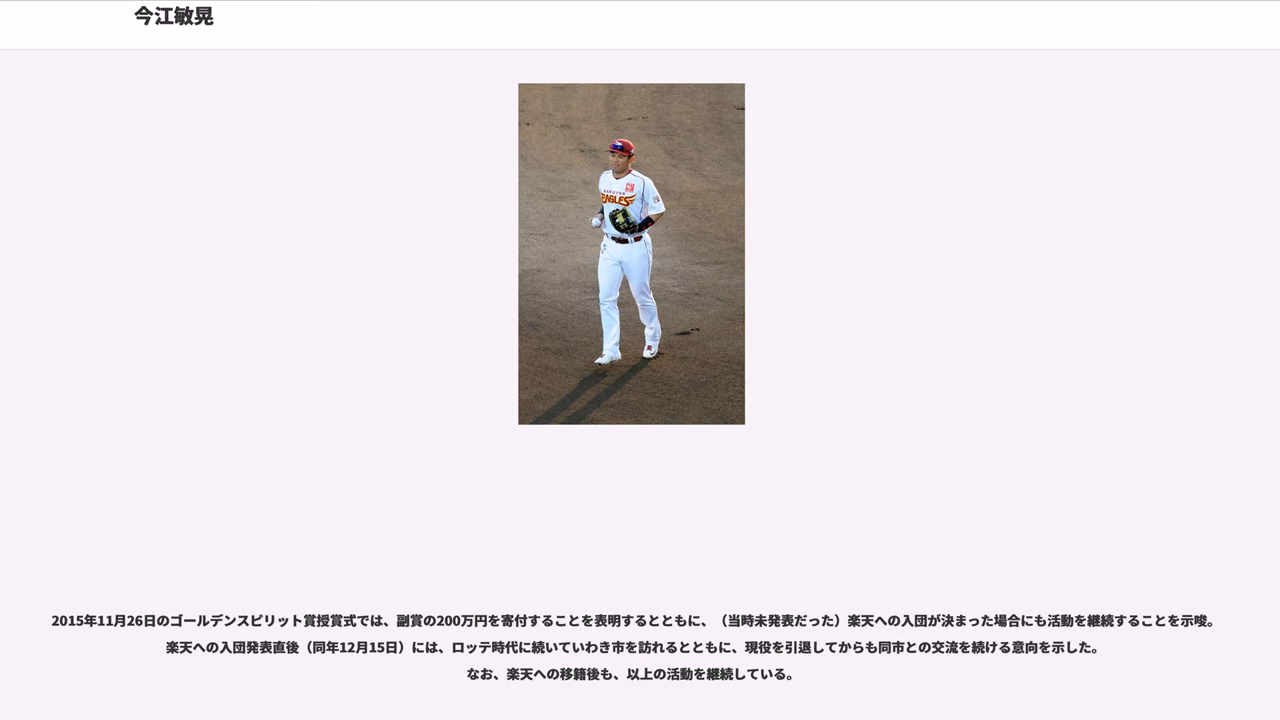 今江敏晃
RAKUTEN
EAGLES
2015年11月26日のゴールデンスピリット賞授賞式では、副賞の200万円を寄付することを表明するとともに、（当時未発表だった）楽天への入団が決まった場合にも活動を継続することを示唆。
楽天への入団発表直後（同年12月15日）には、ロッテ時代に続いていわき市を訪れるとともに、現役を引退してからも同市との交流を続ける意向を示した。
なお、楽天への移籍後も、以上の活動を継続している。